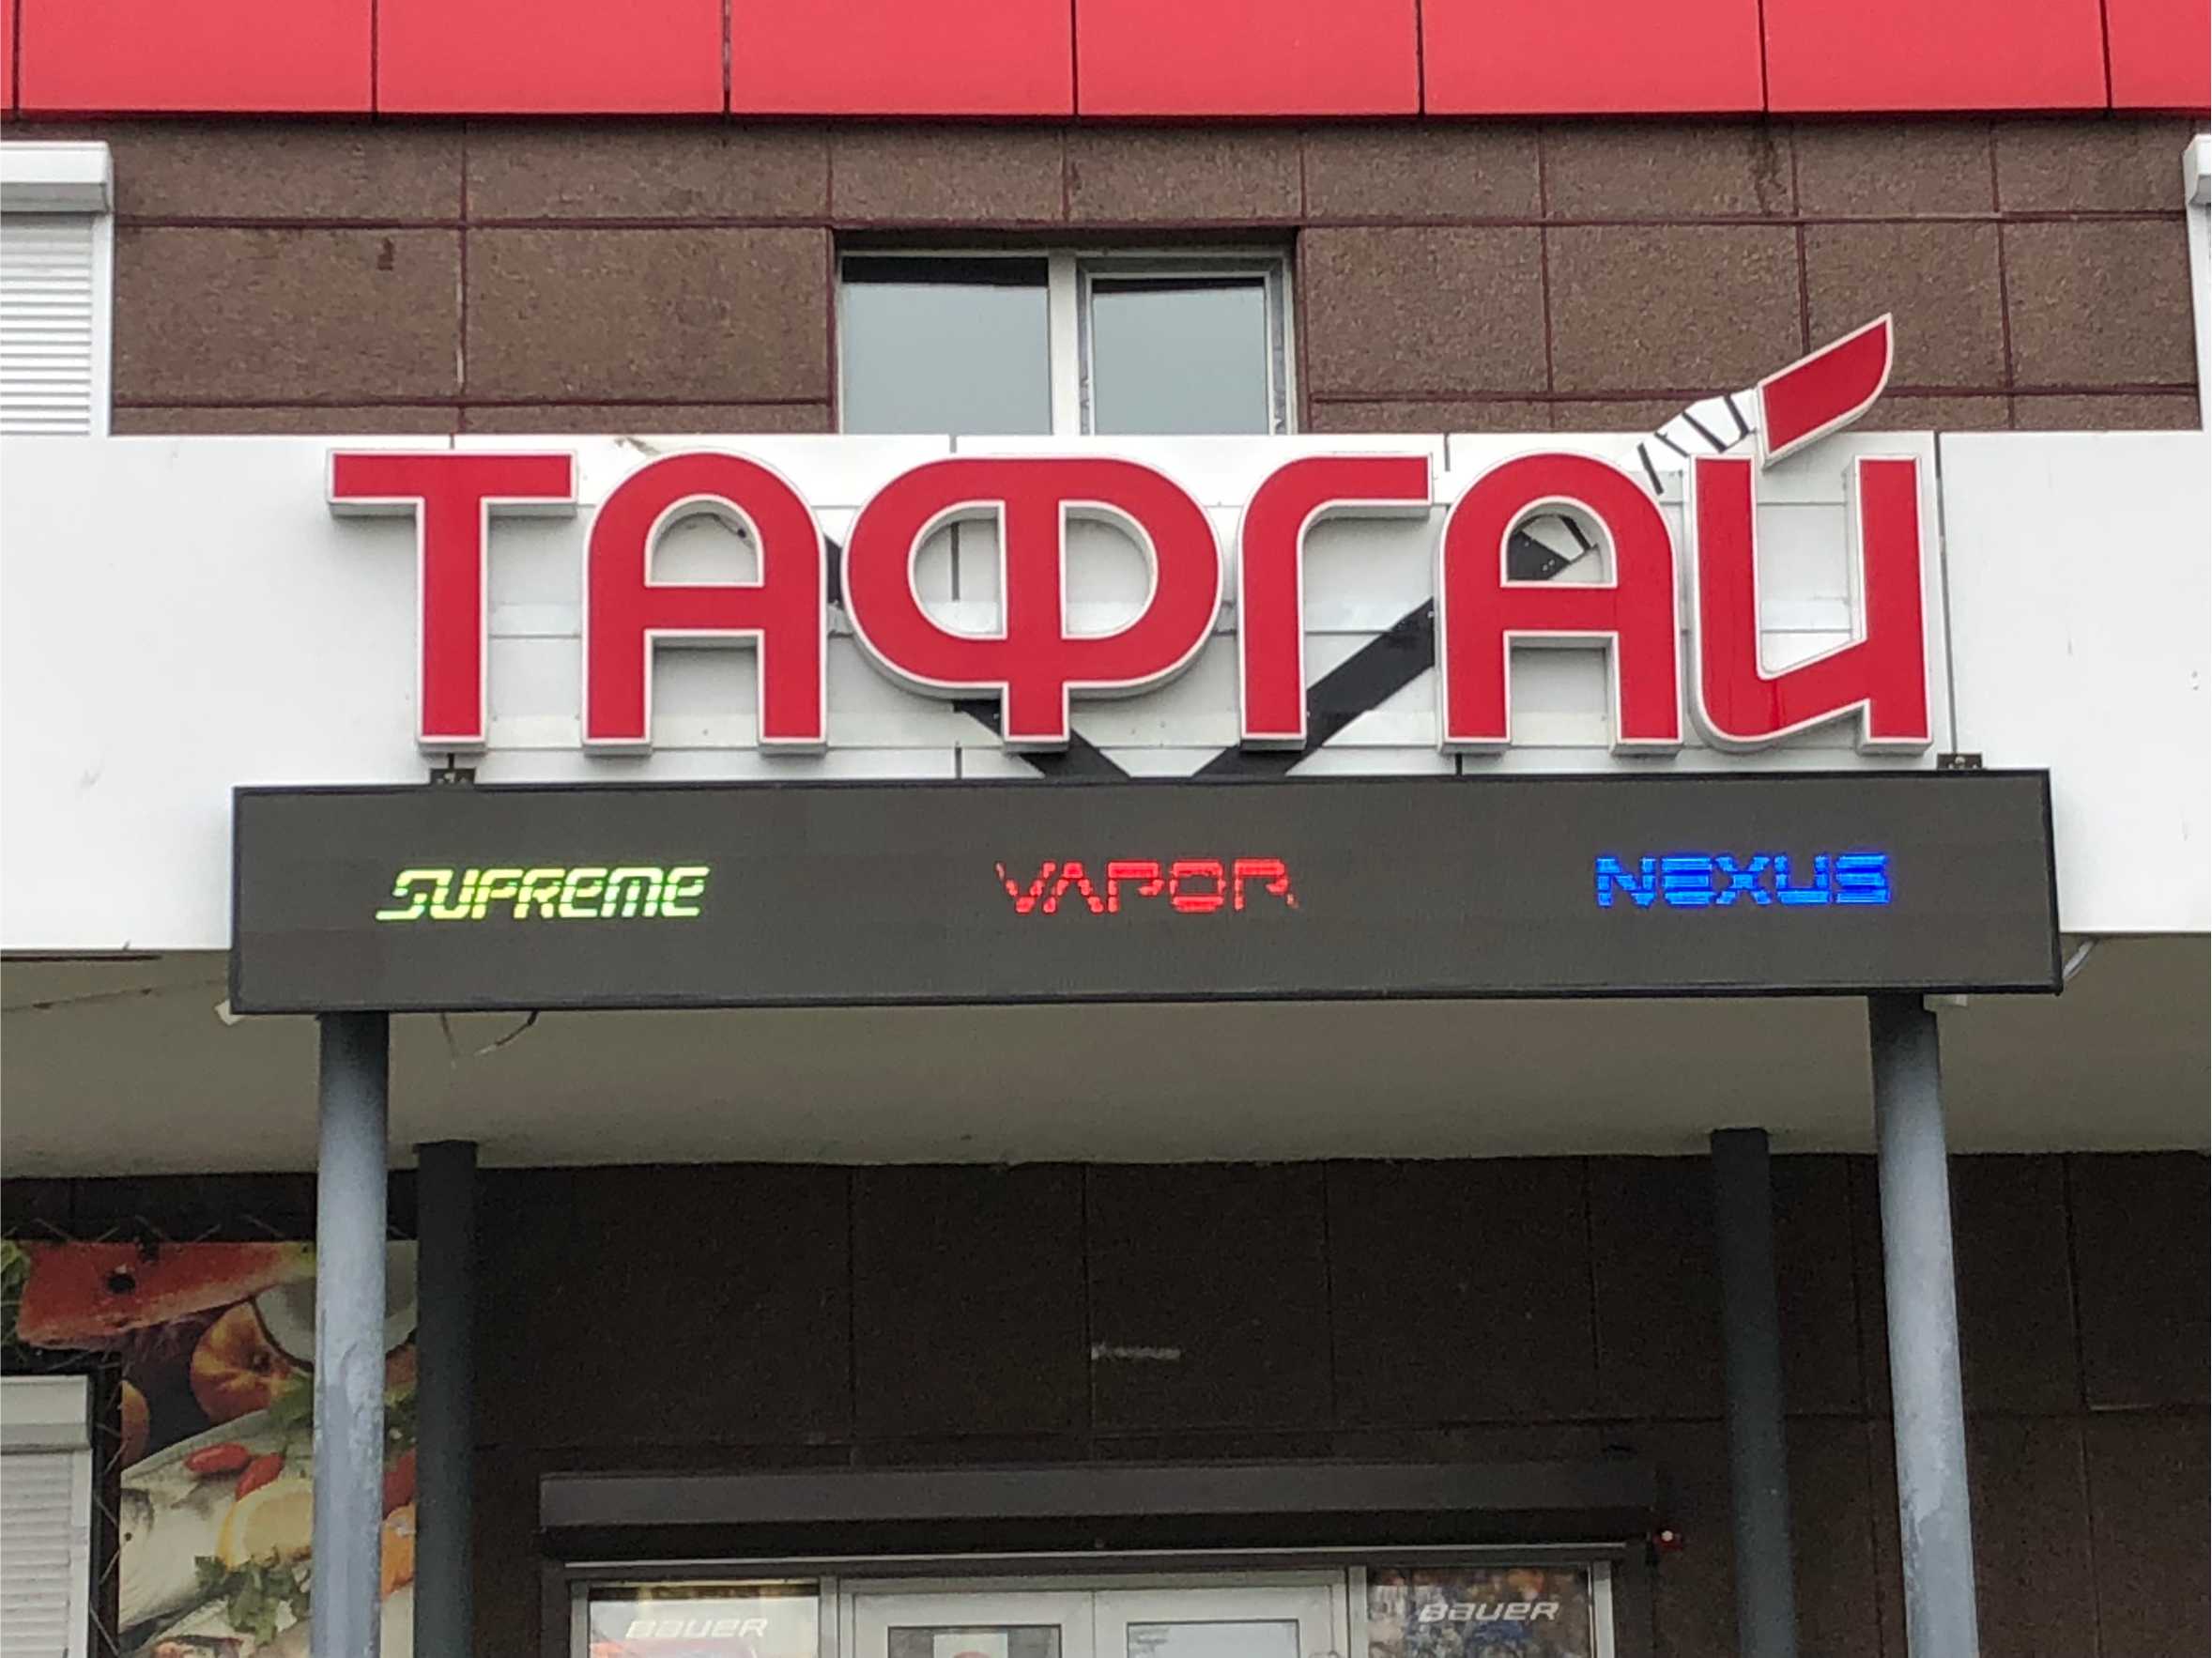 ТАФГАЙ
SUPREME VAPOR NEXUS
BAUER BAUER